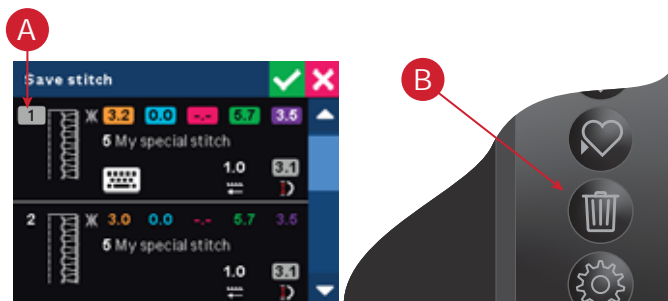 A
Save stitch
1 3.2 0.0 -.- 5.7 3.5
5 My special stitch
1.0 3.1
2 3.0 0.0 -.- 5.7 3.5
6 My special stitch
1.0 3.1
B